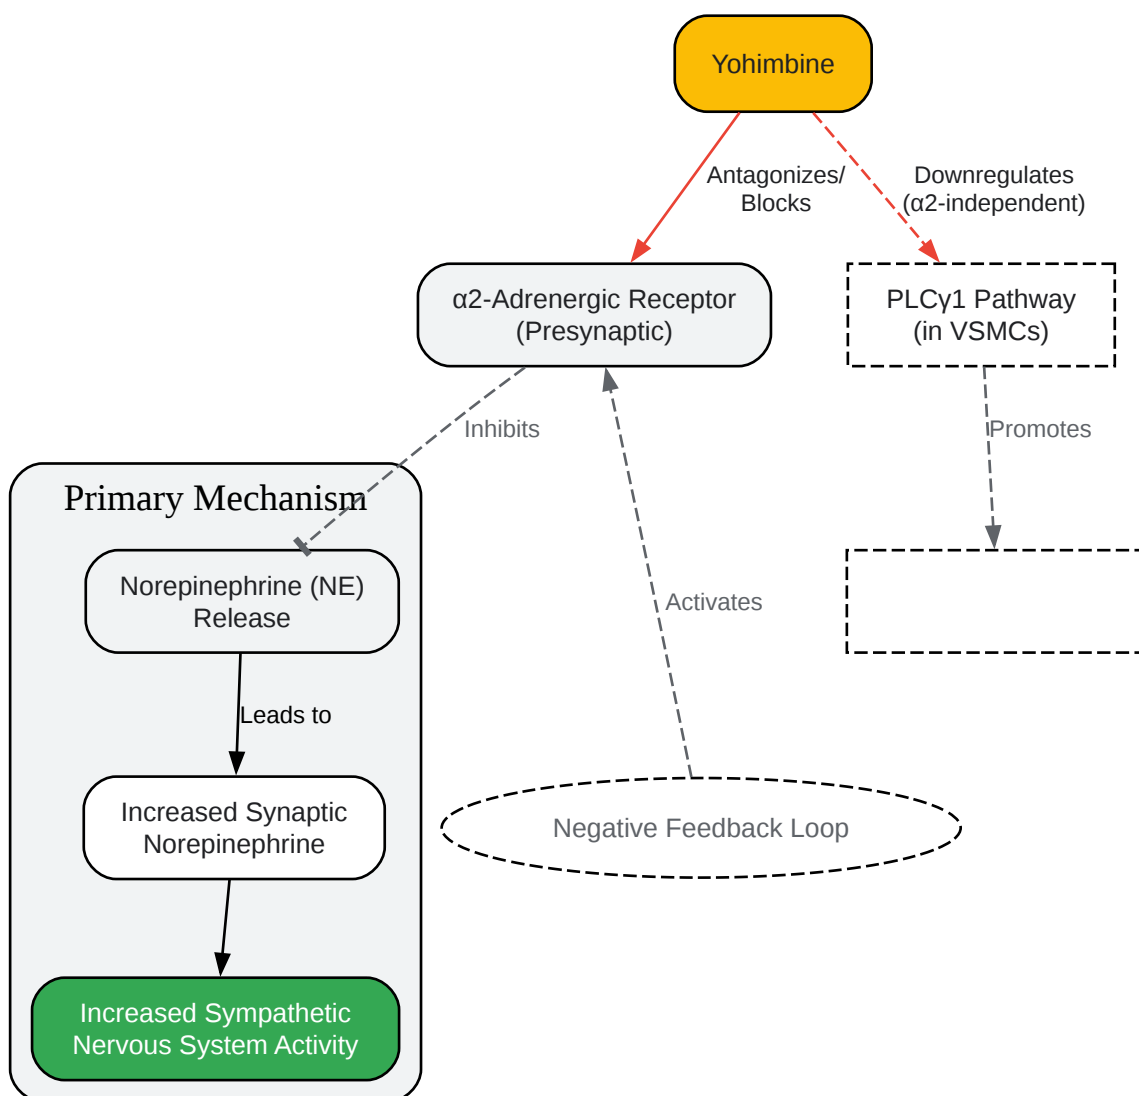 Yohimbine
Antagonizes/
Blocks
Downregulates
(α2-independent)
α2-Adrenergic Receptor
(Presynaptic)
PLCγ1 Pathway
(in VSMCs)
Inhibits
Promotes
Primary Mechanism
Norepinephrine (NE)
Release
Activates
Leads to
Increased Synaptic
Norepinephrine
Negative Feedback Loop
Increased Sympathetic
Nervous System Activity